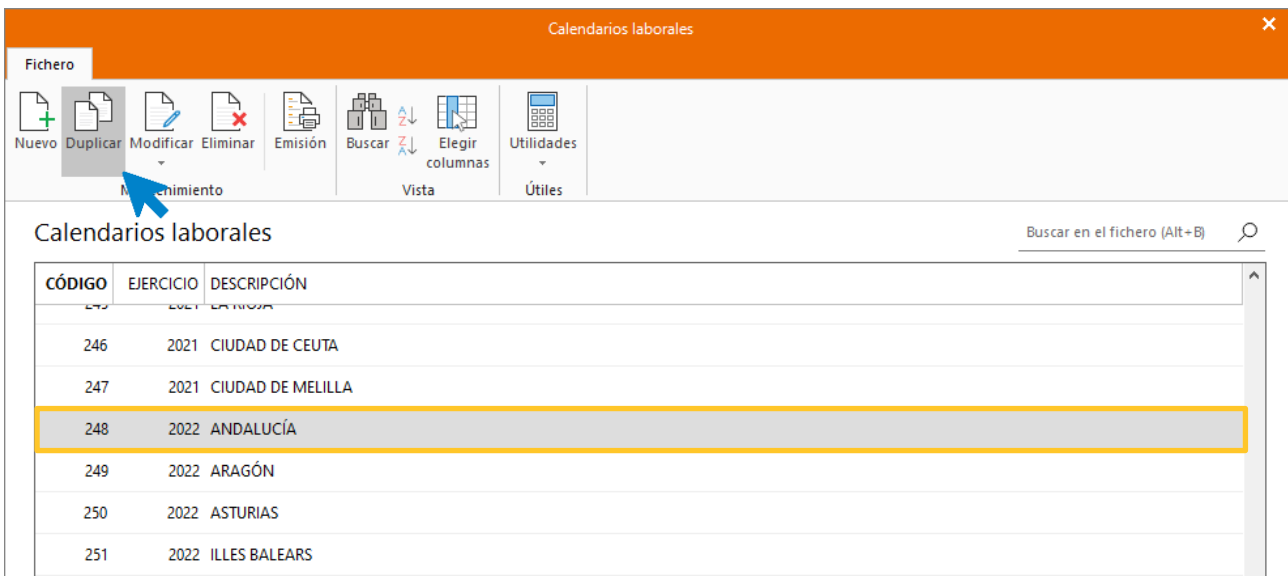 Calendarios laborales
Fichero
Nuevo Duplicar Modificar Eliminar Emisión Buscar Elegir columnas Utilidades
Vista Útiles
Calendarios laborales
Buscar en el fichero (Alt+B)
CÓDIGO EJERCICIO DESCRIPCIÓN
246 2021 CIUDAD DE CEUTA
247 2021 CIUDAD DE MELILLA
248 2022 ANDALUCÍA
249 2022 ARAGÓN
250 2022 ASTURIAS
251 2022 ILLES BALEARS